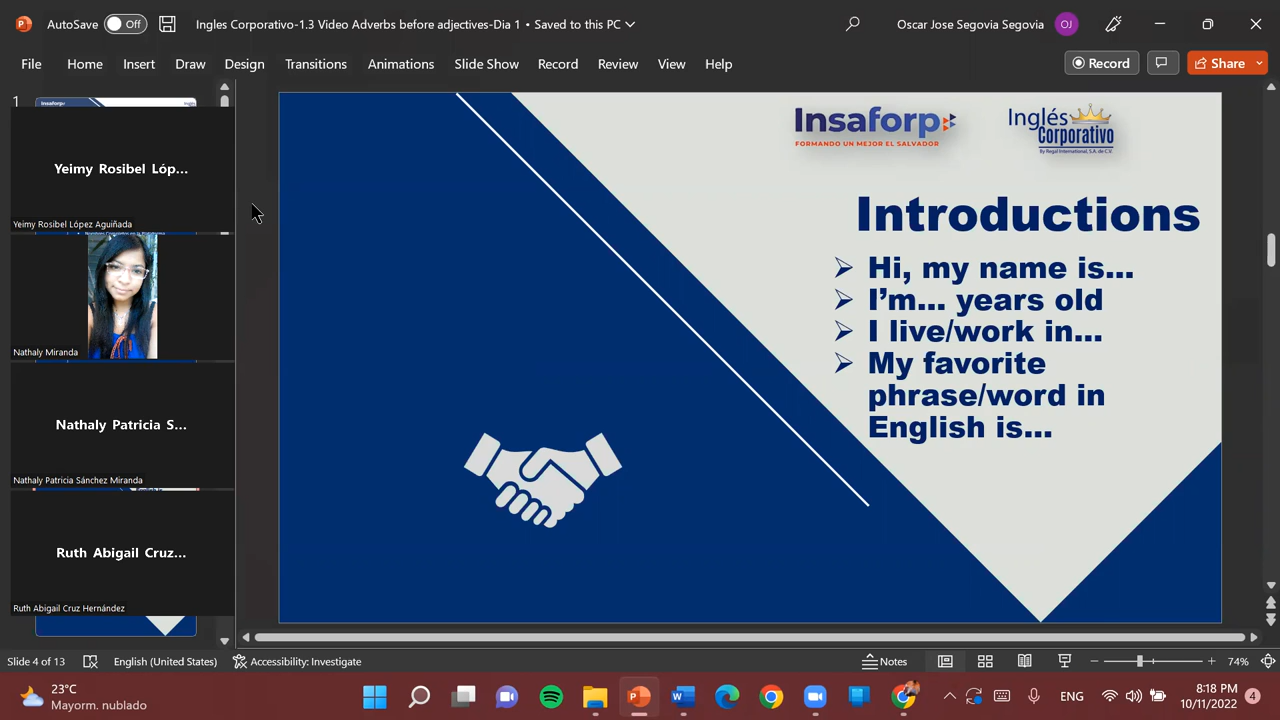 AutoSave Off Ingles Corporativo-1.3 Video Adverbs before adjectives-Dia 1 • Saved to this PC Oscar Jose Segovia Segovia OJ
File Home Insert Draw Design Transitions Animations Slide Show Record Review View Help Record Share
1
Insaforp
Yeimy Rosibel Lóp...
Yeimy Rosibel López Aguiñada
Nathaly Miranda
Nathaly Patricia S...
Nathaly Patricia Sánchez Miranda
Ruth Abigail Cruz...
Ruth Abigail Cruz Hernández
Insaforp
FORMANDO UN MEJOR EL SALVADOR
Inglés
Corporativo
By Regal International, S.A. de C.V.
Introductions
Hi, my name is...
I’m... years old
I live/work in...
My favorite
phrase/word in
English is...
Slide 4 of 13 English (United States) Accessibility: Investigate Notes 74%
23°C
Mayorm. nublado
ENG
8:18 PM
10/11/2022
4